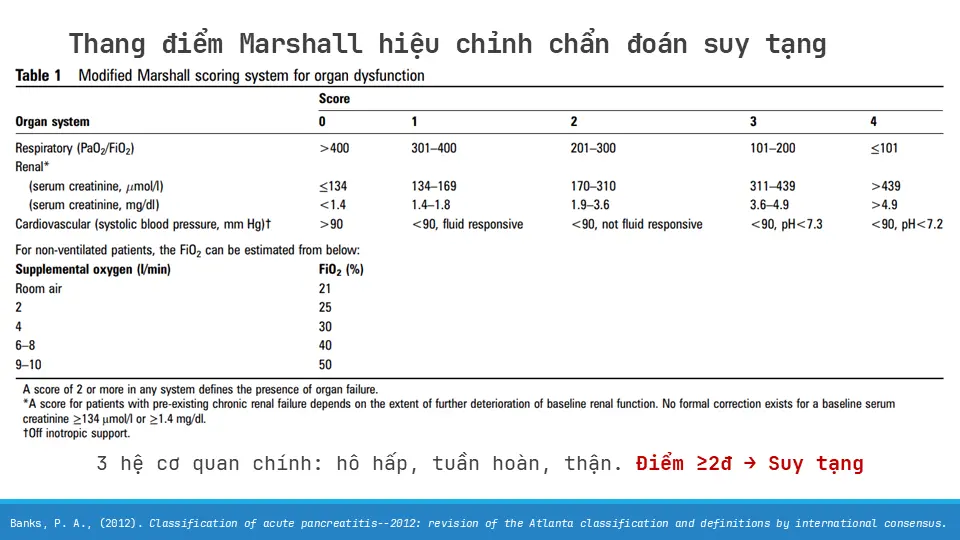 Thang điểm Marshall hiệu chỉnh chẩn đoán suy tạng
Table 1 Modified Marshall scoring system for organ dysfunction
Score
Organ system 0 1 2 3 4
Respiratory (PaO2/FiO2) >400 301–400 201–300 101–200 ≤101
Renal*
(serum creatinine, μmol/l) ≤134 134–169 170–310 311–439 >439
(serum creatinine, mg/dl) <1.4 1.4–1.8 1.9–3.6 3.6–4.9 >4.9
Cardiovascular (systolic blood pressure, mm Hg)† >90 <90, fluid responsive <90, not fluid responsive <90, pH<7.3 <90, pH<7.2
For non-ventilated patients, the FiO2 can be estimated from below:
Supplemental oxygen (l/min) FiO2 (%)
Room air 21
2 25
4 30
6–8 40
9–10 50
A score of 2 or more in any system defines the presence of organ failure.
*A score for patients with pre-existing chronic renal failure depends on the extent of further deterioration of baseline renal function. No formal correction exists for a baseline serum
creatinine ≥134 μmol/l or ≥1.4 mg/dl.
†Off inotropic support.
3 hệ cơ quan chính: hô hấp, tuần hoàn, thận. Điểm ≥2đ → Suy tạng
Banks, P. A., (2012). Classification of acute pancreatitis--2012: revision of the Atlanta classification and definitions by international consensus.